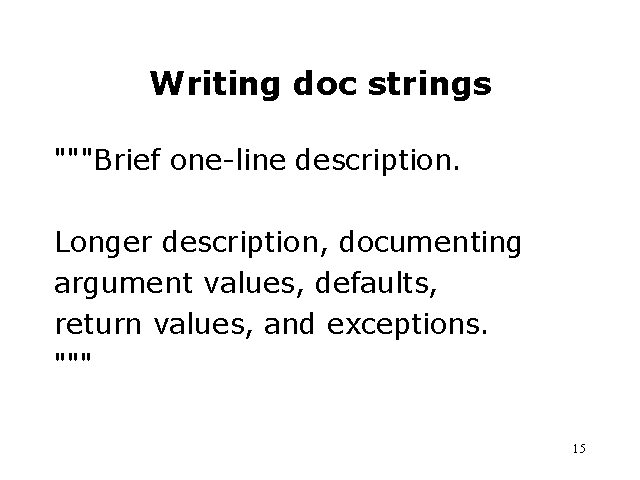 Writing doc strings
"""Brief one-line description.
Longer description, documenting
argument values, defaults,
return values, and exceptions.
"""
15